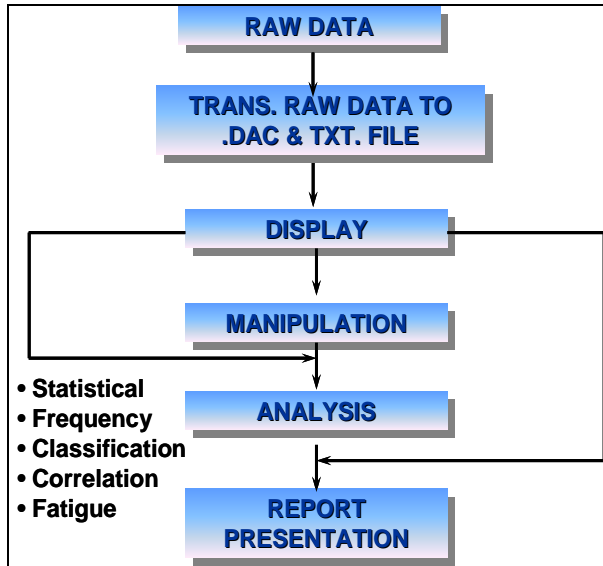 RAW DATA
TRANS. RAW DATA TO
.DAC & TXT. FILE
DISPLAY
MANIPULATION
• Statistical
• Frequency
• Classification
• Correlation
• Fatigue
ANALYSIS
REPORT
PRESENTATION